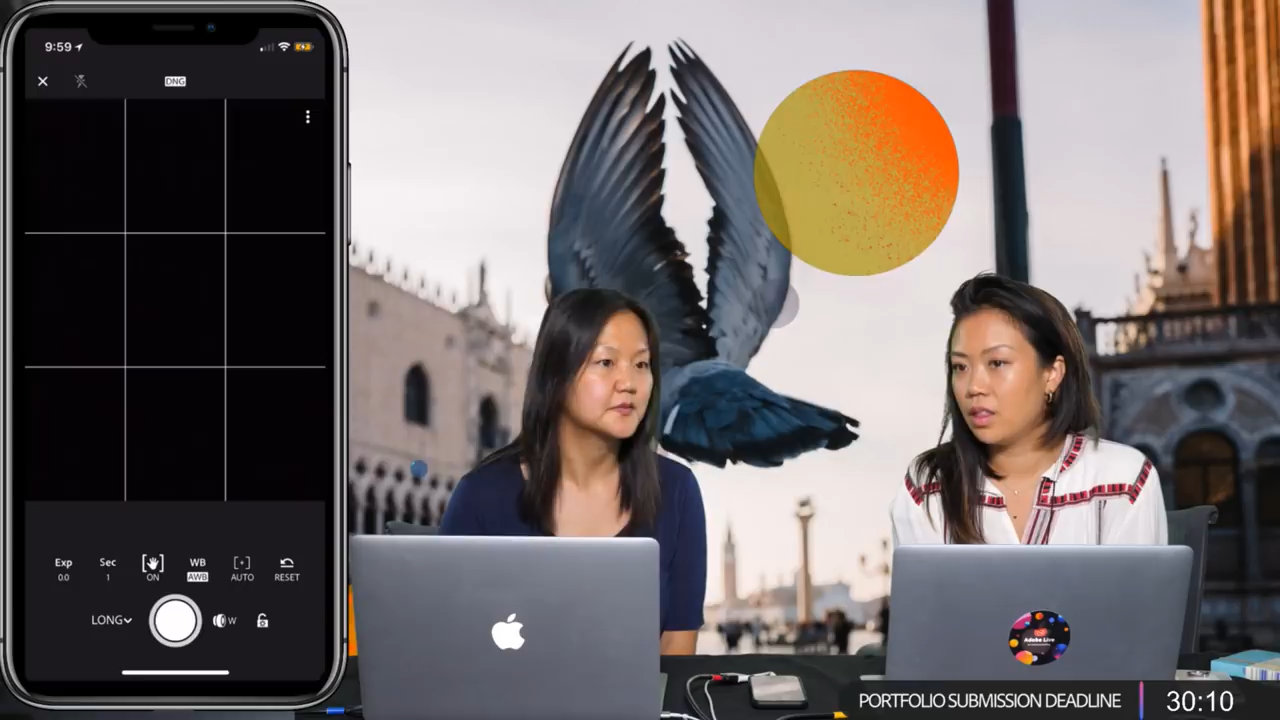 9:59
DNG
Exp Sec WB
0.0 1 ON AWB AUTO RESET
LONG W
Adobe Live
PORTFOLIO SUBMISSION DEADLINE 30:10